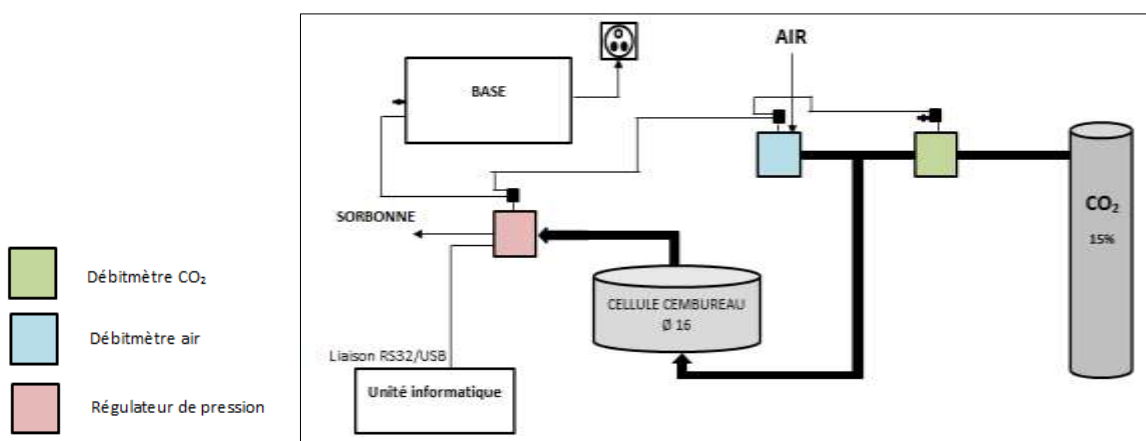 AIR
BASE
CO₂
15%
SORBONNE
CELLULE CEMBUREAU
Ø 16
Liaison RS32/USB
Unité informatique
Débitmètre CO₂
Débitmètre air
Régulateur de pression